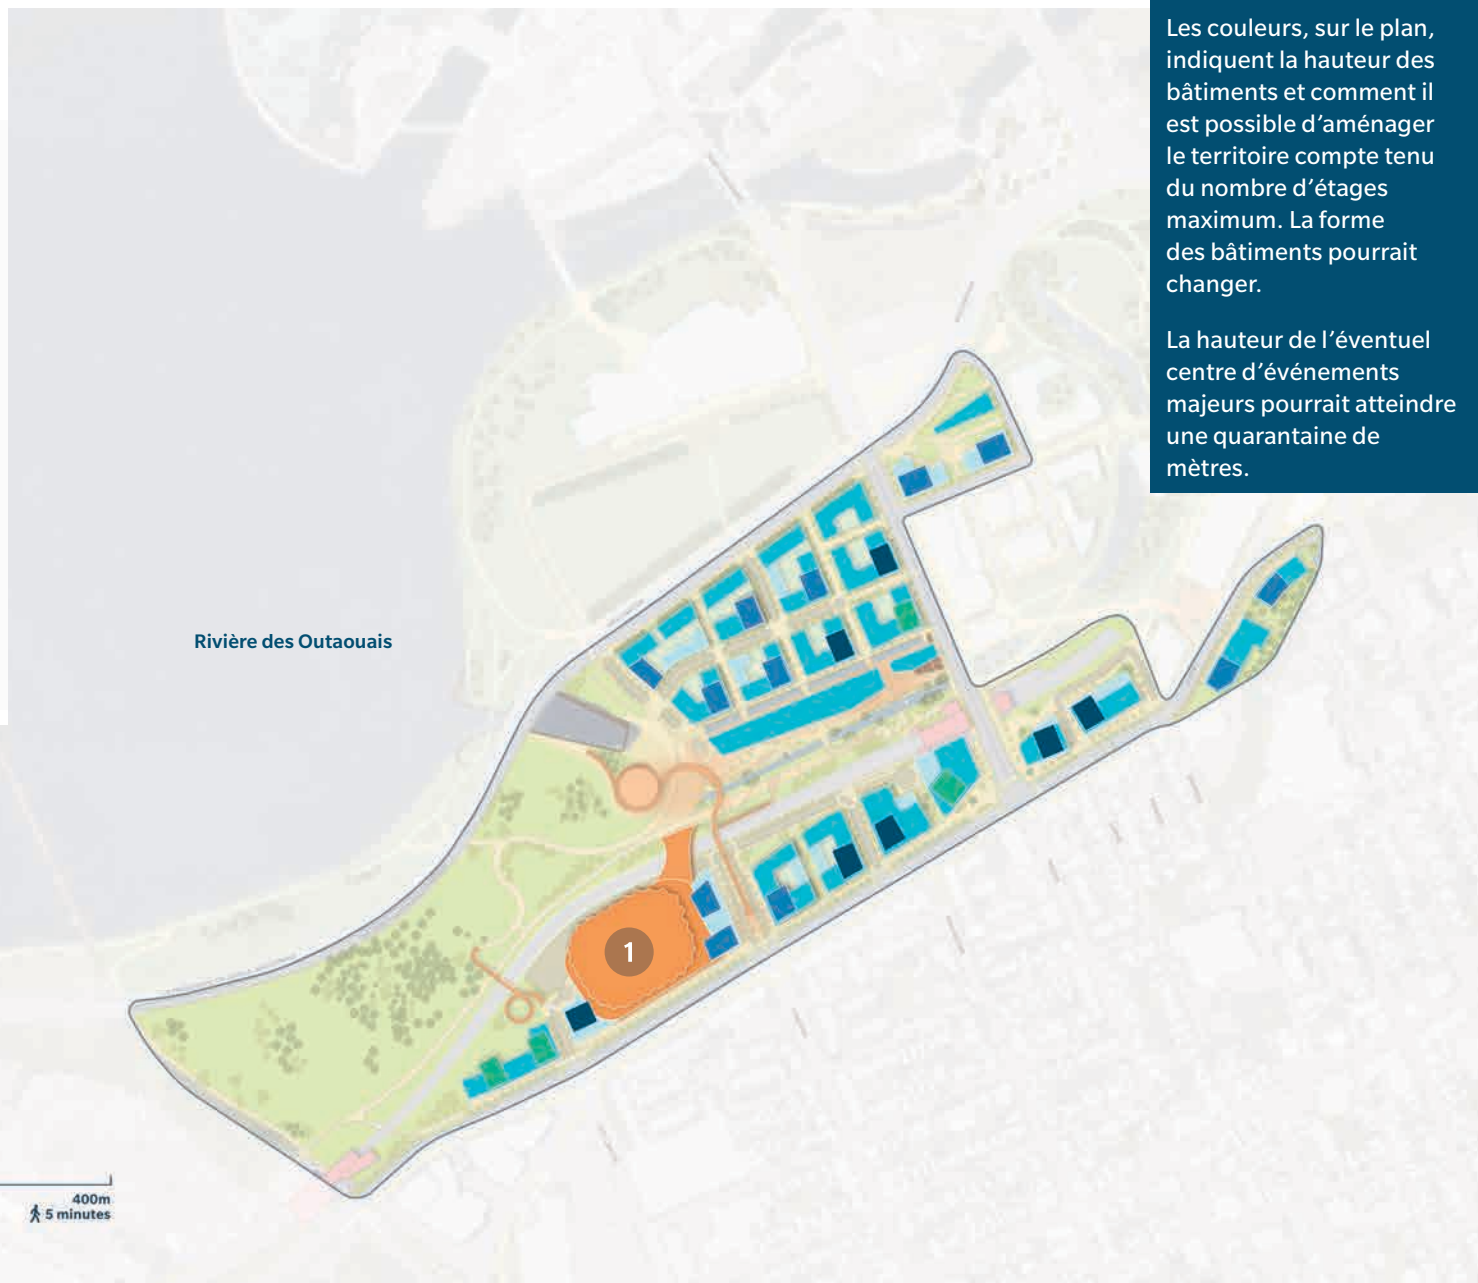 Les couleurs, sur le plan,
indiquent la hauteur des
bâtiments et comment il
est possible d’aménager
le territoire compte tenu
du nombre d’étages
maximum. La forme
des bâtiments pourrait
changer.
La hauteur de l’éventuel
centre d’événements
majeurs pourrait atteindre
une quarantaine de
mètres.
Rivière des Outaouais
1
400m
5 minutes